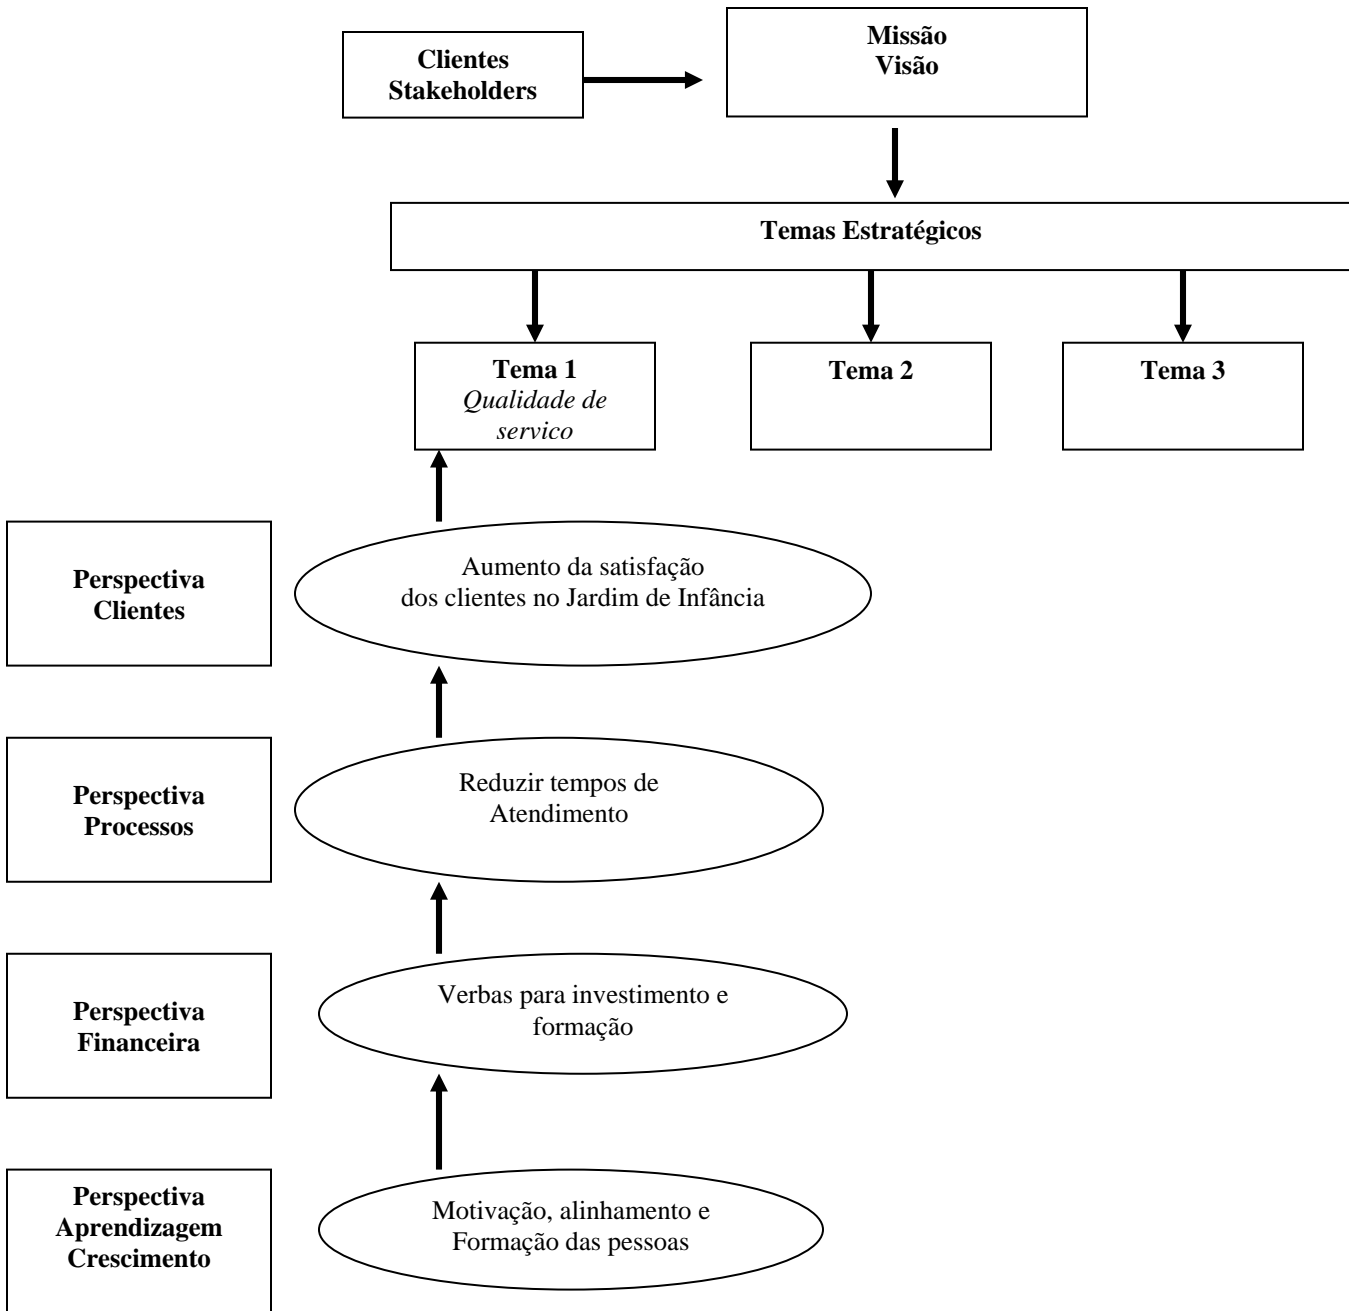 Clientes
Stakeholders
Missão
Visão
Temas Estratégicos
Tema 1
Qualidade de
servico
Tema 2
Tema 3
Perspectiva
Clientes
Aumento da satisfação
dos clientes no Jardim de Infância
Perspectiva
Processos
Reduzir tempos de
Atendimento
Perspectiva
Financeira
Verbas para investimento e
formação
Perspectiva
Aprendizagem
Crescimento
Motivação, alinhamento e
Formação das pessoas